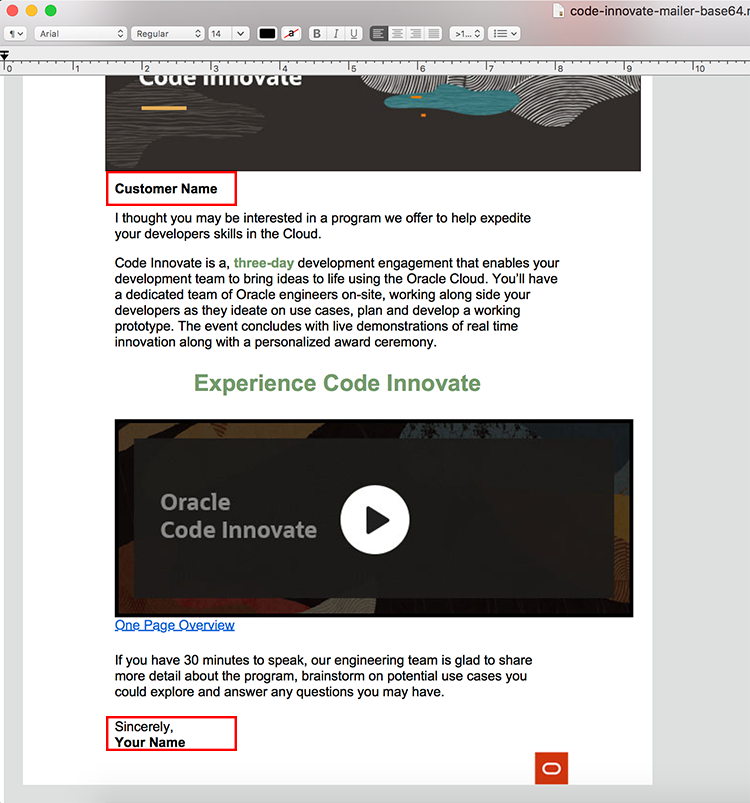 code-innovate-mailer-base64.
¶
Arial
Regular
14
a
B I U
>1...
0 1 2 3 4 5 6 7 8 9 10
Code Innovate
Customer Name
I thought you may be interested in a program we offer to help expedite
your developers skills in the Cloud.
Code Innovate is a, three-day development engagement that enables your
development team to bring ideas to life using the Oracle Cloud. You'll have
a dedicated team of Oracle engineers on-site, working along side your
developers as they ideate on use cases, plan and develop a working
prototype. The event concludes with live demonstrations of real time
innovation along with a personalized award ceremony.
Experience Code Innovate
Oracle
Code Innovate
One Page Overview
If you have 30 minutes to speak, our engineering team is glad to share
more detail about the program, brainstorm on potential use cases you
could explore and answer any questions you may have.
Sincerely,
Your Name